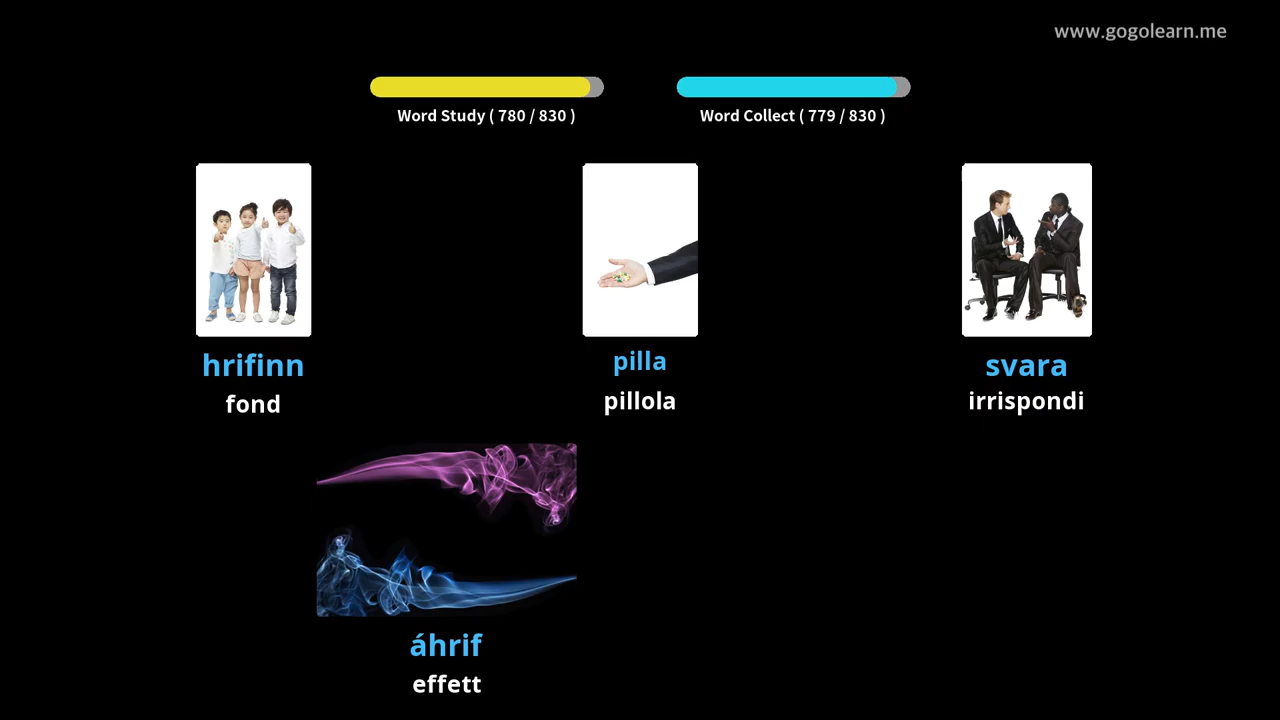 www.gogolearn.me
Word Study ( 780 / 830 )
Word Collect ( 779 / 830 )
hrifinn
fond
pilla
pillola
svara
irrispondi
áhrif
effett